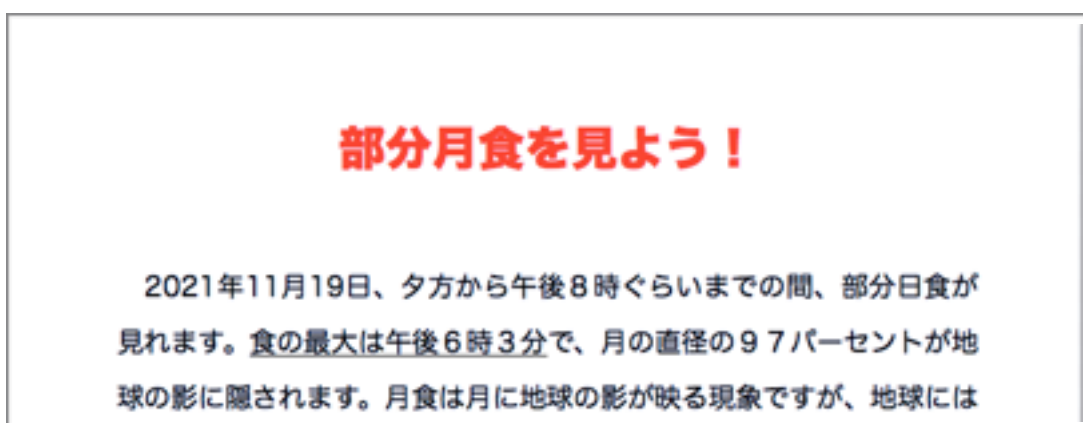 部分月食を見よう！
2021年11月19日、夕方から午後８時ぐらいまでの間、部分日食が
見れます。食の最大は午後６時３分で、月の直径の９７パーセントが地
球の影に隠されます。月食は月に地球の影が映る現象ですが、地球には